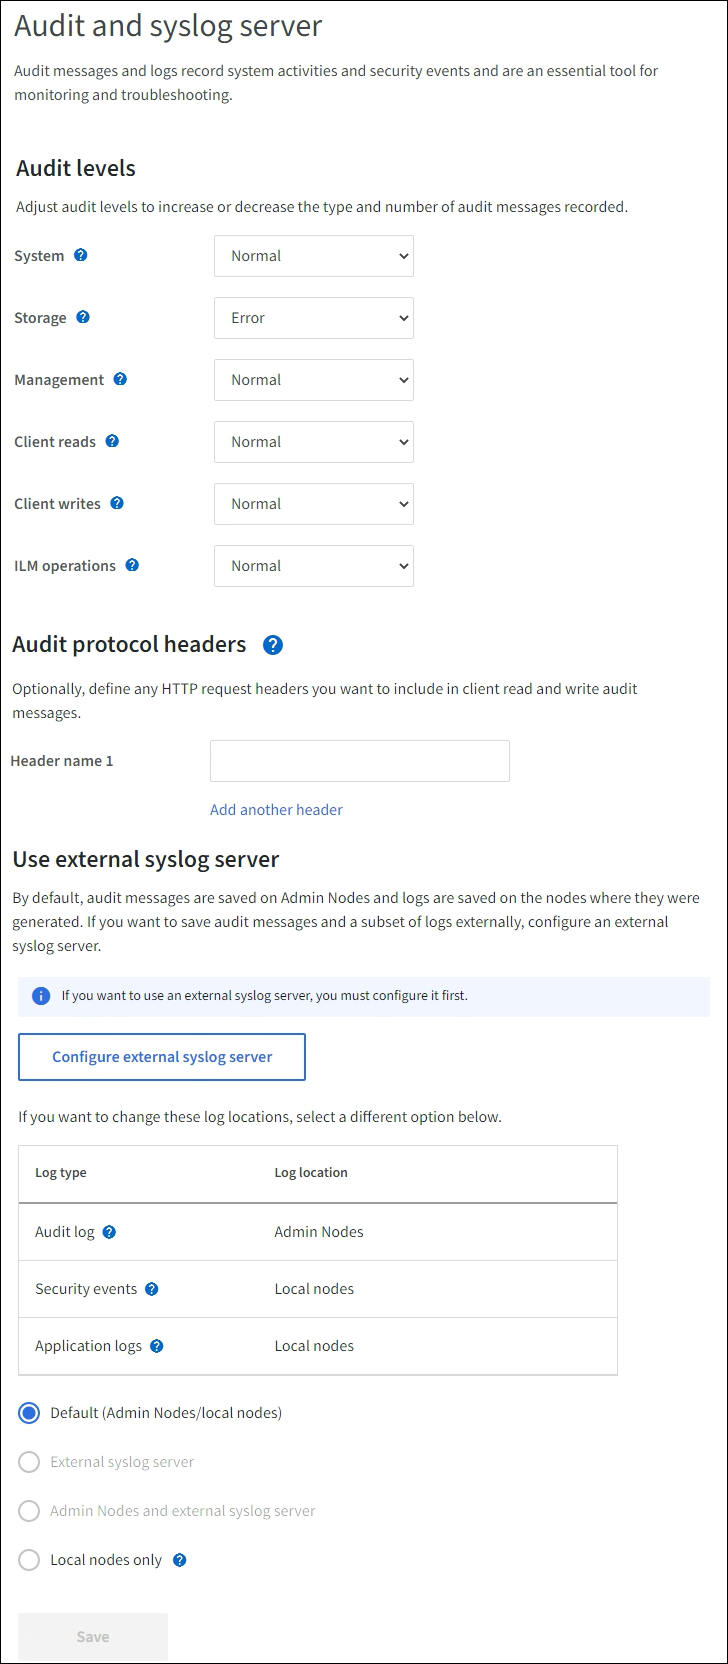 Audit and syslog server
Audit messages and logs record system activities and security events and are an essential tool for
monitoring and troubleshooting.
Audit levels
Adjust audit levels to increase or decrease the type and number of audit messages recorded.
System ?
Normal
Storage ?
Error
Management ?
Normal
Client reads ?
Normal
Client writes ?
Normal
ILM operations ?
Normal
Audit protocol headers ?
Optionally, define any HTTP request headers you want to include in client read and write audit
messages.
Header name 1
Add another header
Use external syslog server
By default, audit messages are saved on Admin Nodes and logs are saved on the nodes where they were
generated. If you want to save audit messages and a subset of logs externally, configure an external
syslog server.
i If you want to use an external syslog server, you must configure it first.
Configure external syslog server
If you want to change these log locations, select a different option below.
Log type Log location
Audit log ? Admin Nodes
Security events ? Local nodes
Application logs ? Local nodes
Default (Admin Nodes/local nodes)
External syslog server
Admin Nodes and external syslog server
Local nodes only ?
Save